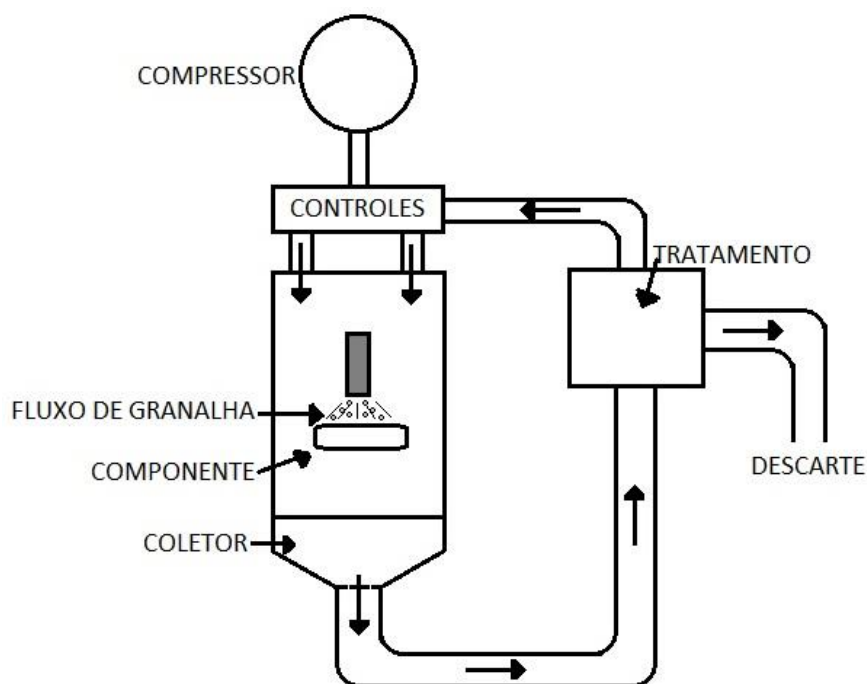 COMPRESSOR
CONTROLES
TRATAMENTO
FLUXO DE GRANALHA
COMPONENTE
DESCARTE
COLETOR